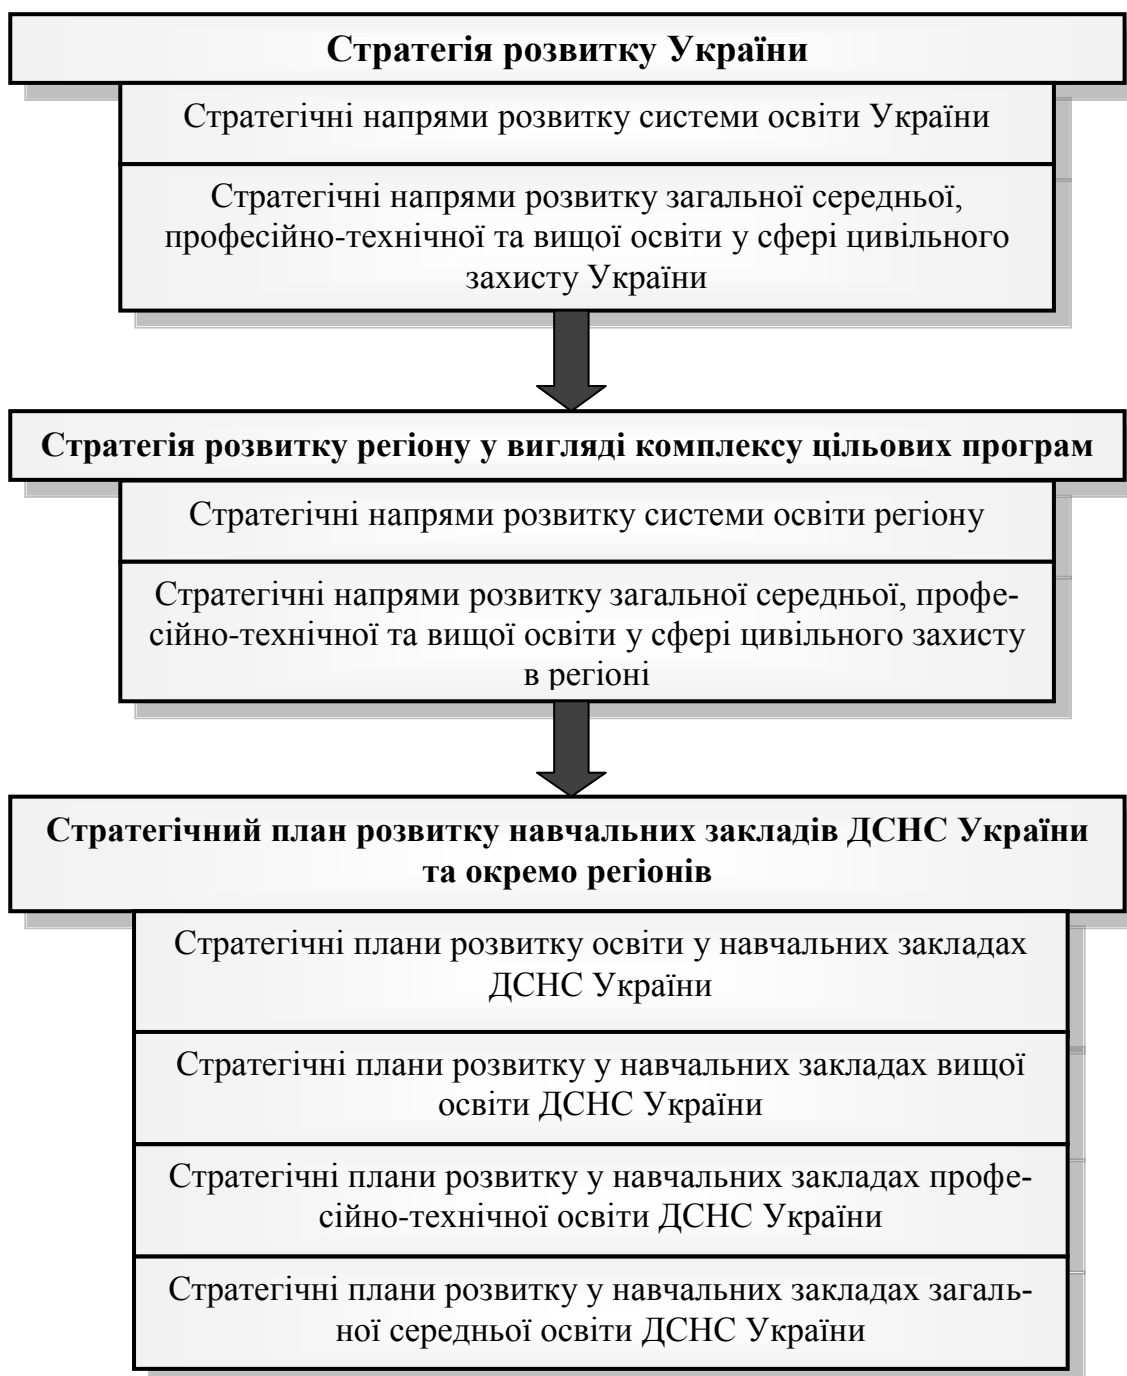 Стратегія розвитку України
Стратегічні напрями розвитку системи освіти України
Стратегічні напрями розвитку загальної середньої,
професійно-технічної та вищої освіти у сфері цивільного
захисту України
Стратегія розвитку регіону у вигляді комплексу цільових програм
Стратегічні напрями розвитку системи освіти регіону
Стратегічні напрями розвитку загальної середньої, профе-
сійно-технічної та вищої освіти у сфері цивільного захисту
в регіоні
Стратегічний план розвитку навчальних закладів ДСНС України
та окремо регіонів
Стратегічні плани розвитку освіти у навчальних закладах
ДСНС України
Стратегічні плани розвитку у навчальних закладах вищої
освіти ДСНС України
Стратегічні плани розвитку у навчальних закладах профе-
сійно-технічної освіти ДСНС України
Стратегічні плани розвитку у навчальних закладах загаль-
ної середньої освіти ДСНС України